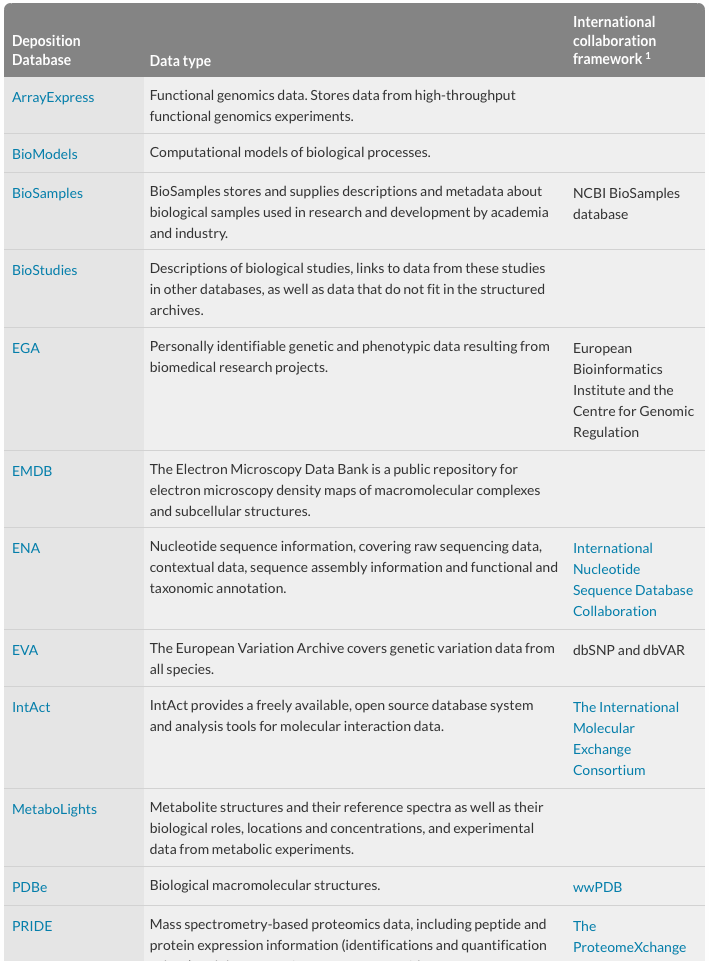 Deposition
Database
Data type
International
collaboration
framework 1
ArrayExpress
Functional genomics data. Stores data from high-throughput
functional genomics experiments.
BioModels
Computational models of biological processes.
BioSamples
BioSamples stores and supplies descriptions and metadata about
biological samples used in research and development by academia
and industry.
NCBI BioSamples
database
BioStudies
Descriptions of biological studies, links to data from these studies
in other databases, as well as data that do not fit in the structured
archives.
EGA
Personally identifiable genetic and phenotypic data resulting from
biomedical research projects.
European
Bioinformatics
Institute and the
Centre for Genomic
Regulation
EMDB
The Electron Microscopy Data Bank is a public repository for
electron microscopy density maps of macromolecular complexes
and subcellular structures.
ENA
Nucleotide sequence information, covering raw sequencing data,
contextual data, sequence assembly information and functional and
taxonomic annotation.
International
Nucleotide
Sequence Database
Collaboration
EVA
The European Variation Archive covers genetic variation data from
all species.
dbSNP and dbVAR
IntAct
IntAct provides a freely available, open source database system
and analysis tools for molecular interaction data.
The International
Molecular
Exchange
Consortium
MetaboLights
Metabolite structures and their reference spectra as well as their
biological roles, locations and concentrations, and experimental
data from metabolic experiments.
PDBe
Biological macromolecular structures.
wwPDB
PRIDE
Mass spectrometry-based proteomics data, including peptide and
protein expression information (identifications and quantification
The
ProteomeXchange